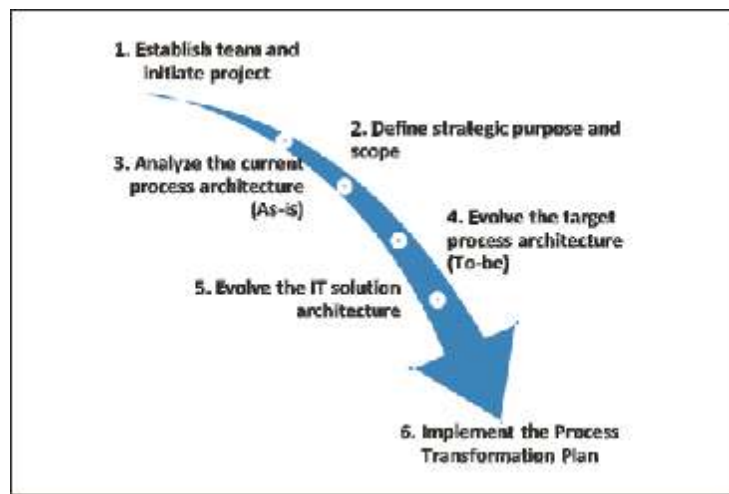 1. Establish team and
initiate project
2. Define strategic purpose and
scope
3. Analyze the current
process architecture
(As-is)
4. Evolve the target
process architecture
(To-be)
5. Evolve the IT solution
architecture
6. Implement the Process
Transformation Plan